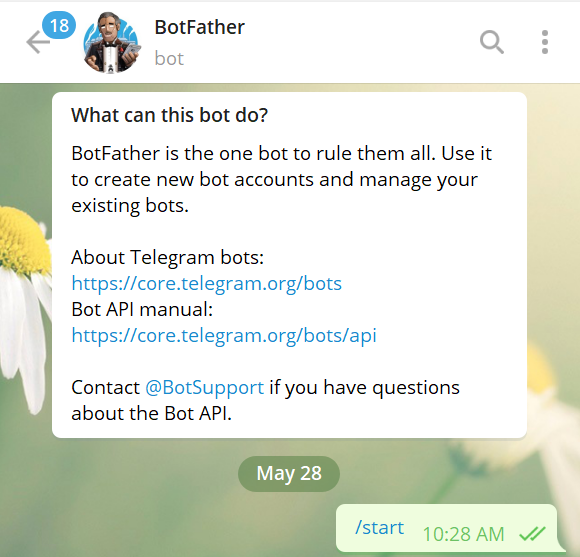 18
BotFather
bot
What can this bot do?
BotFather is the one bot to rule them all. Use it
to create new bot accounts and manage your
existing bots.
About Telegram bots:
https://core.telegram.org/bots
Bot API manual:
https://core.telegram.org/bots/api
Contact @BotSupport if you have questions
about the Bot API.
May 28
/start 10:28 AM